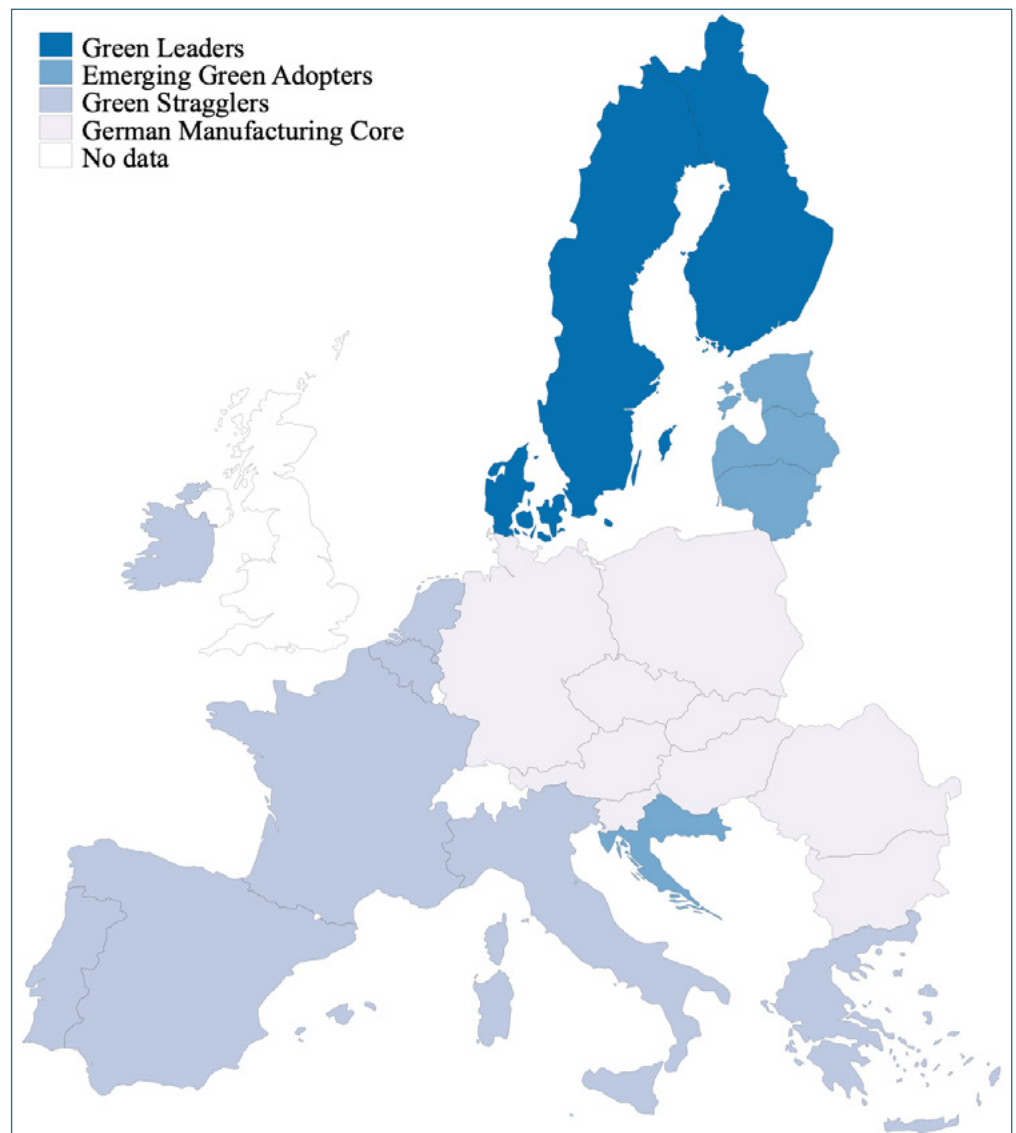 Green Leaders
Emerging Green Adopters
Green Stragglers
German Manufacturing Core
No data